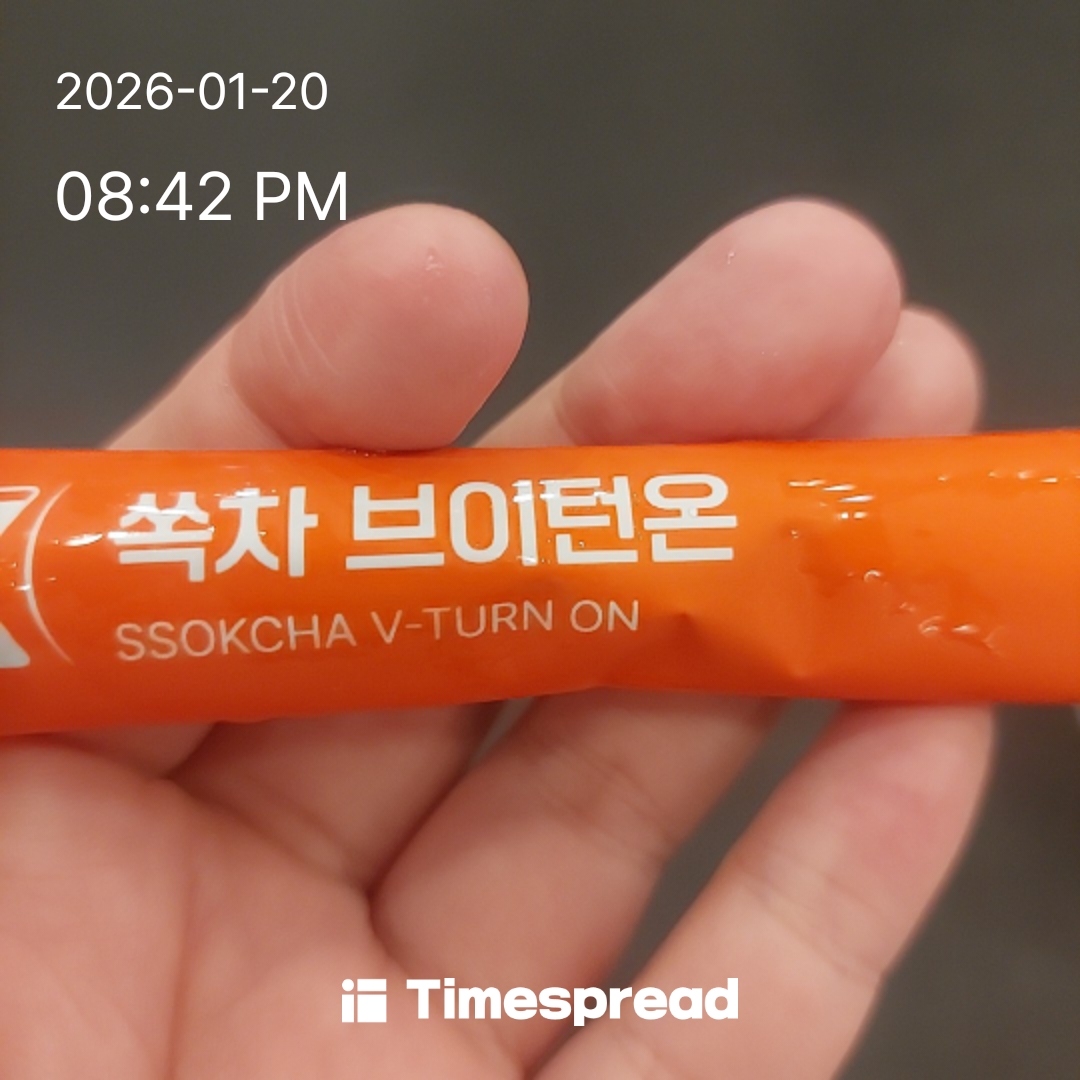 2026-01-20
08:42 PM
쏙차 브이턴온
SSOKCHA V-TURN ON
Timespread